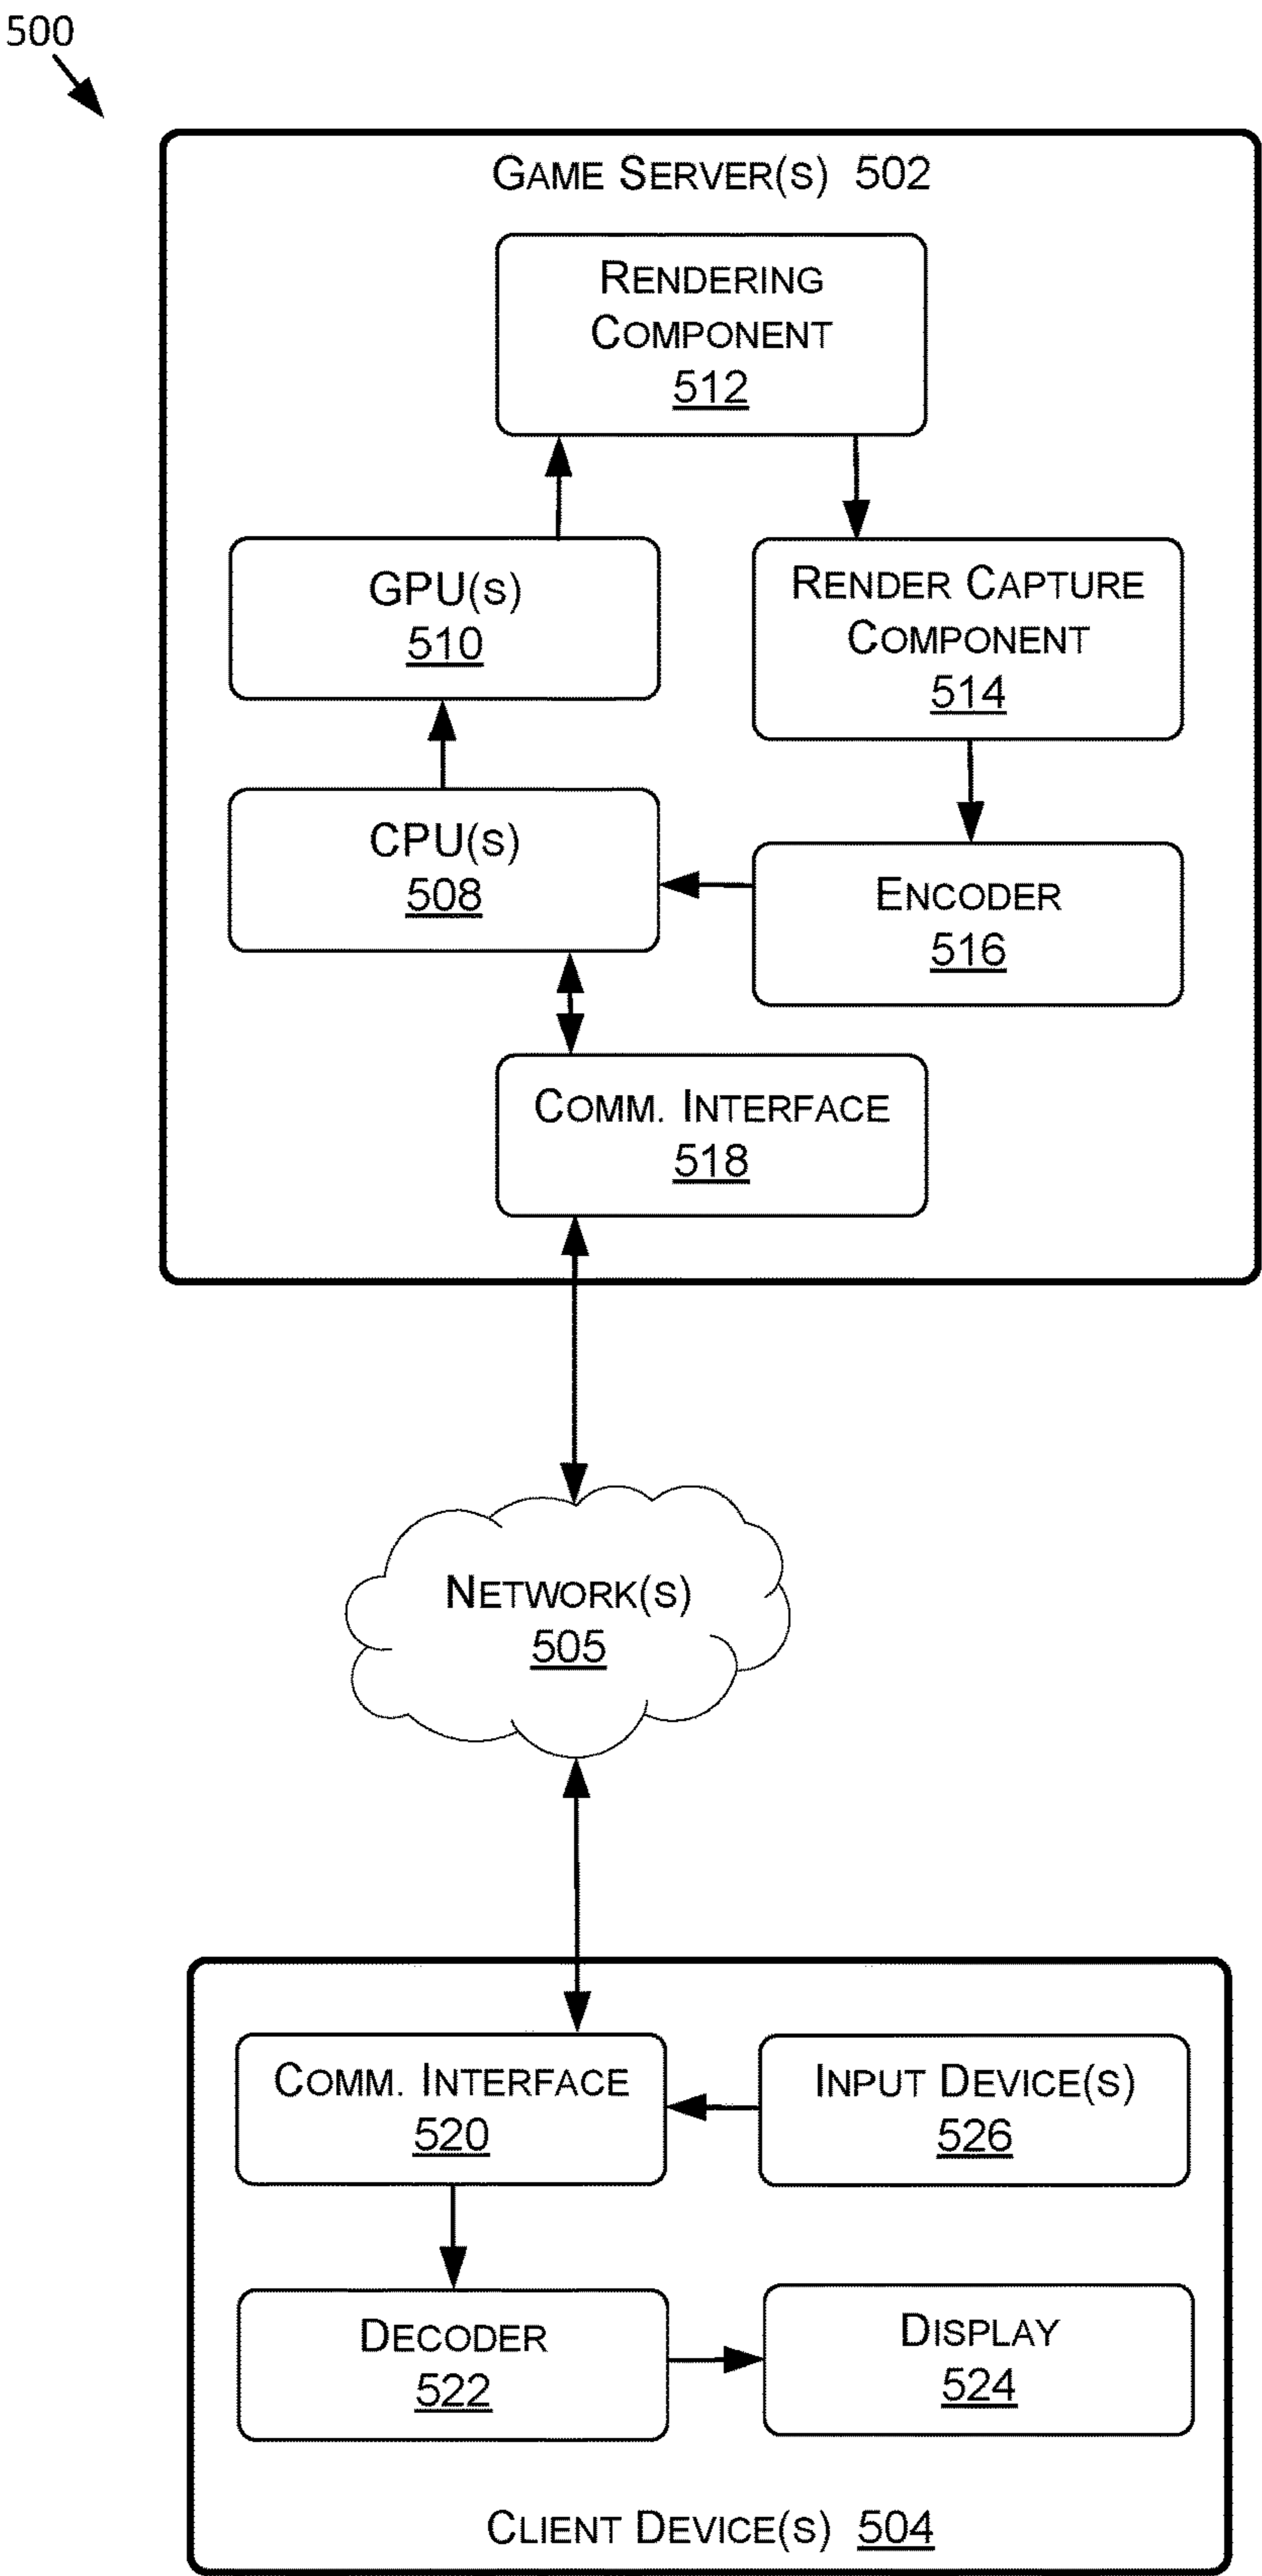 500
GAME SERVER(S) 502
RENDERING
COMPONENT
512
GPU(S)
510
RENDER CAPTURE
COMPONENT
514
CPU(S)
508
ENCODER
516
COMM. INTERFACE
518
NETWORK(S)
505
COMM. INTERFACE
520
INPUT DEVICE(S)
526
DECODER
522
DISPLAY
524
CLIENT DEVICE(S) 504